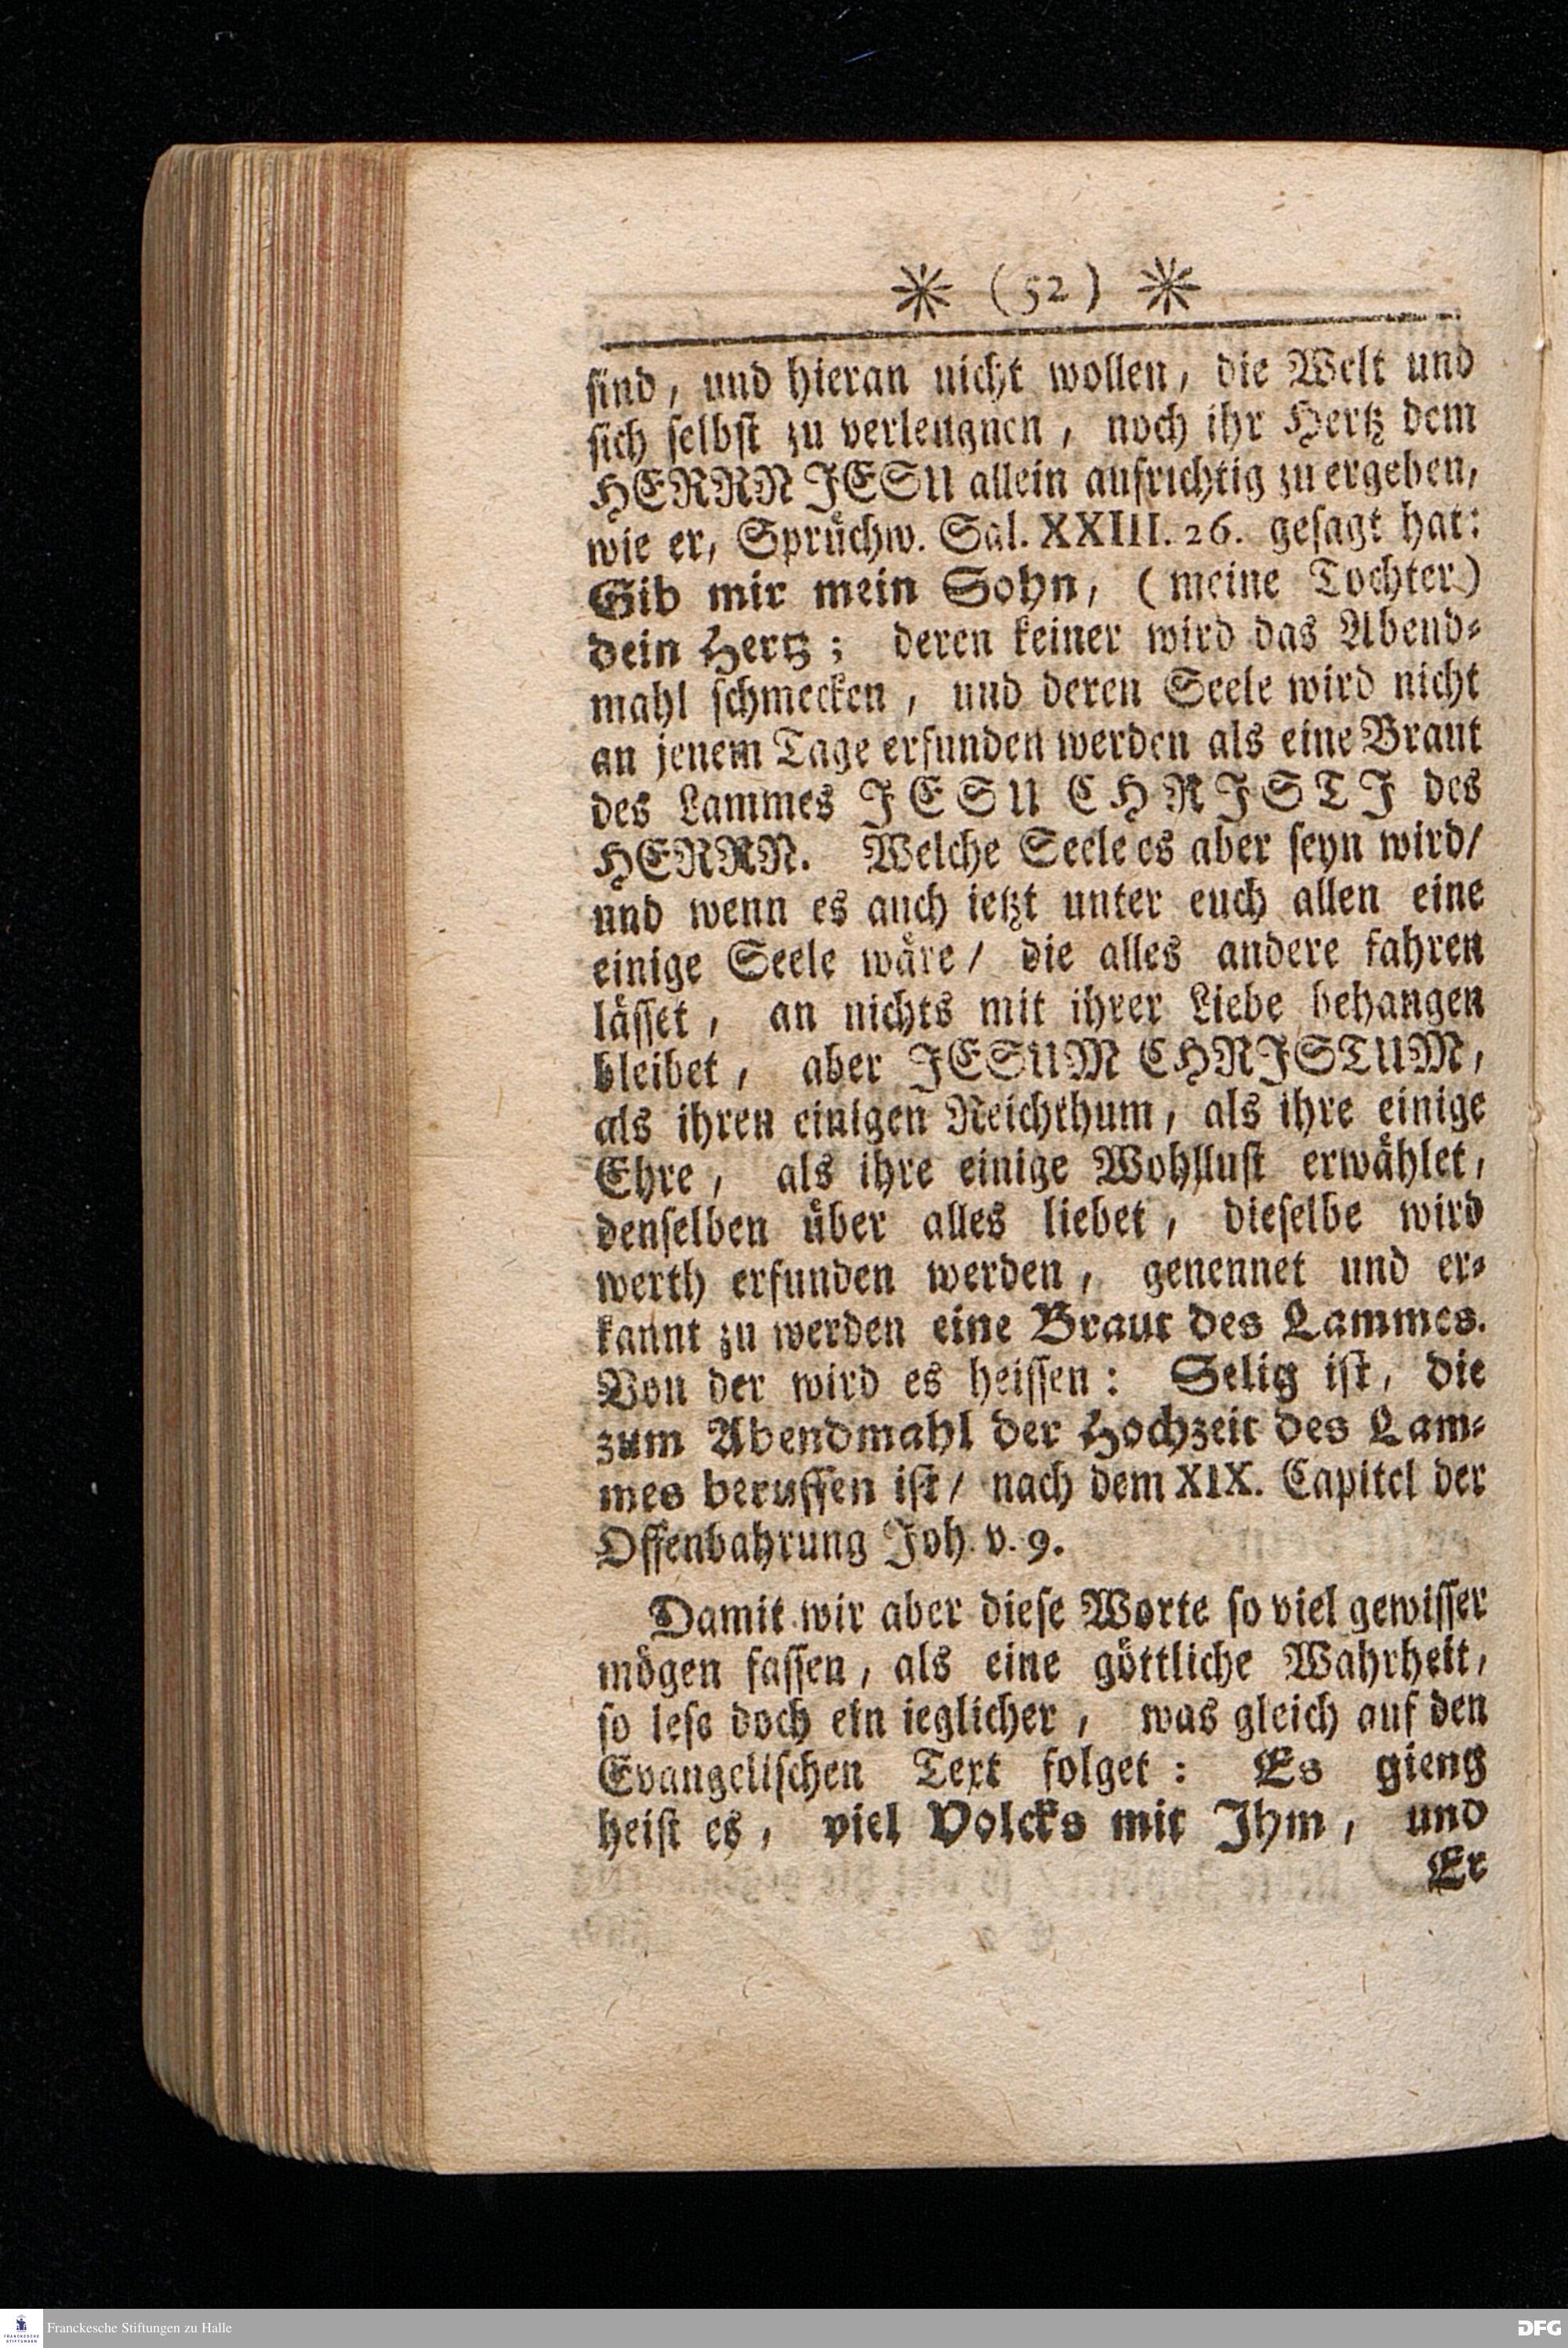 * (52) *
sind, und hieran nicht wollen, die Welt und
sich selbst zu verleugnen, noch ihr Hertz dem
HERRN JESU allein aufrichtig zu ergeben,
wie er, Sprüchw. Sal. XXIII. 26. gesagt hat:
Gib mir mein Sohn, (meine Tochter)
dein Hertz; deren keiner wird das Abend-
mahl schmecken, und deren Seele wird nicht
an jenem Tage erfunden werden als eine Braut
des Lammes JESU CHRISTI des
HERRN. Welche Seele es aber seyn wird/
und wenn es auch ietzt unter euch allen eine
einige Seele wäre/ die alles andere fahren
lässet, an nichts mit ihrer Liebe behangen
bleibet, aber JESUM CHRISTUM,
als ihren einigen Reichthum, als ihre einige
Ehre, als ihre einige Wohllust erwählet,
denselben über alles liebet, dieselbe wird
werth erfunden werden, genennet und er-
kannt zu werden eine Braut des Lammes.
Von der wird es heissen: Selig ist, die
zum Abendmahl der Hochzeit des Lam-
mes beruffen ist/ nach dem XIX. Capitel der
Offenbahrung Joh. v. 9.
Damit wir aber diese Worte so viel gewisser
mögen fassen, als eine göttliche Wahrheit,
so lese doch ein ieglicher, was gleich auf den
Evangelischen Text folget: Es gieng
heist es, viel Volcks mit Ihm, und
Er
Franckesche Stiftungen zu Halle
DFG